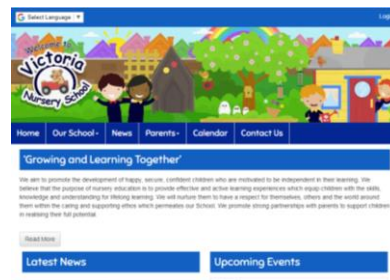 Select Language ▼
Log
Welcome to
Victoria
Nursery School
Home Our School News Parents Calendar Contact Us
'Growing and Learning Together'
We aim to promote the development of happy, secure, confident children who are motivated to be independent in their learning. We
believe that the purpose of nursery education is to provide effective and active learning experiences which equip children with the skills,
knowledge and understanding for lifelong learning. We will nurture them to have a respect for themselves, others and the world around
them within the caring and supporting ethos which permeates our School. We promote strong partnerships with parents to support children
in realising their full potential.
Read More
Latest News Upcoming Events